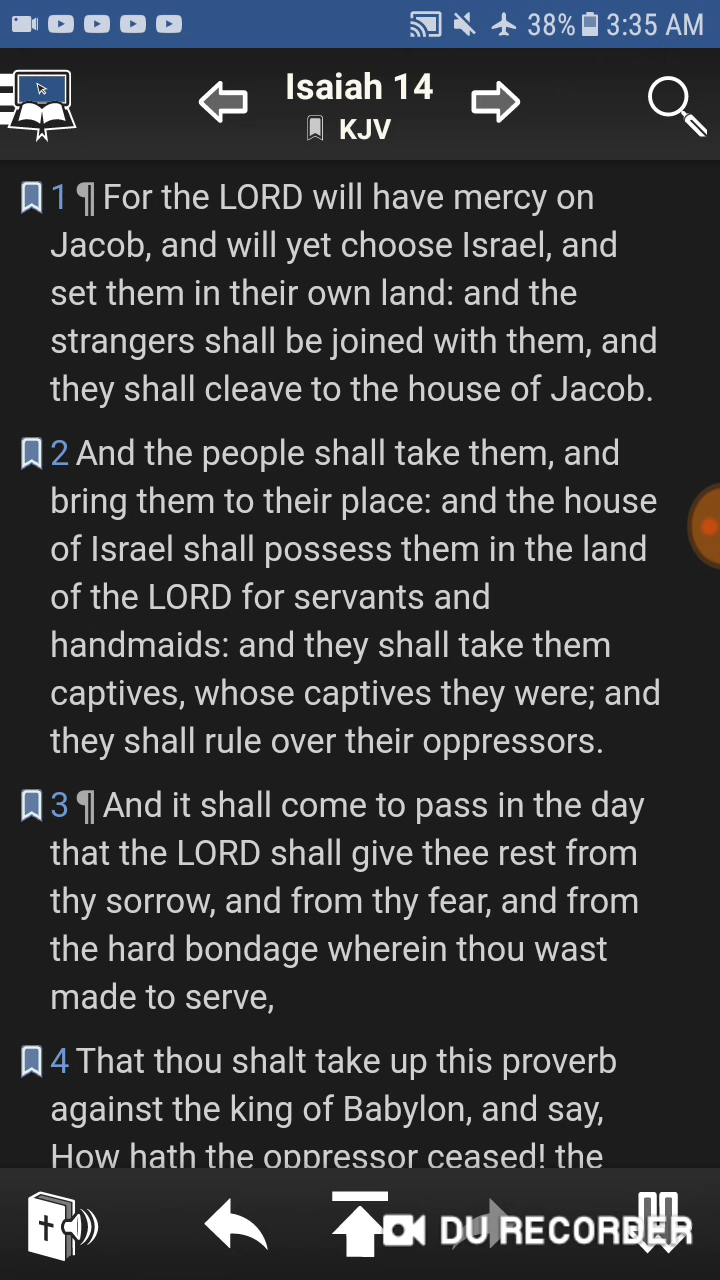 38% 3:35 AM
Isaiah 14
KJV
1 ¶ For the LORD will have mercy on
Jacob, and will yet choose Israel, and
set them in their own land: and the
strangers shall be joined with them, and
they shall cleave to the house of Jacob.
2 And the people shall take them, and
bring them to their place: and the house
of Israel shall possess them in the land
of the LORD for servants and
handmaids: and they shall take them
captives, whose captives they were; and
they shall rule over their oppressors.
3 ¶ And it shall come to pass in the day
that the LORD shall give thee rest from
thy sorrow, and from thy fear, and from
the hard bondage wherein thou wast
made to serve,
4 That thou shalt take up this proverb
against the king of Babylon, and say,
How hath the oppressor ceased! the
DU RECORDER